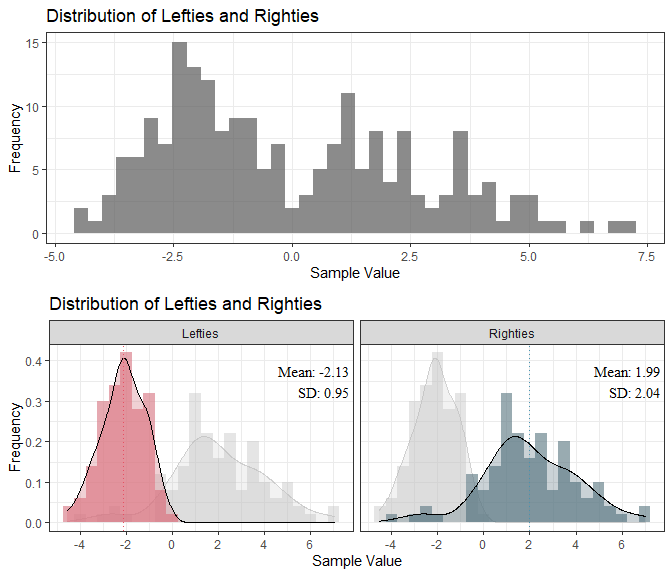 Distribution of Lefties and Righties
15
10
5
0
Frequency
-5.0 -2.5 0.0 2.5 5.0 7.5
Sample Value
Distribution of Lefties and Righties
Lefties Righties
0.4
0.3
0.2
0.1
0.0
Frequency
Mean: -2.13
SD: 0.95
Mean: 1.99
SD: 2.04
-4 -2 0 2 4 6 -4 -2 0 2 4 6
Sample Value